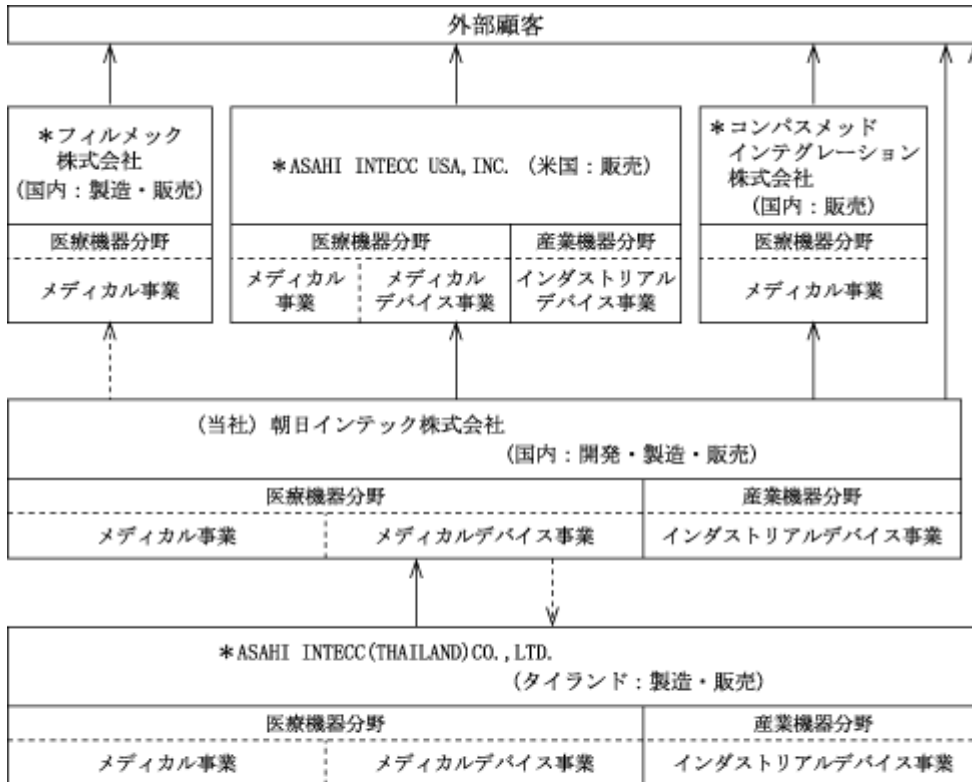 外部顧客
＊フィルメック
株式会社
(国内：製造・販売)
医療機器分野
メディカル事業
＊ASAHI INTECC USA, INC. (米国：販売)
医療機器分野
産業機器分野
メディカル
事業
メディカル
デバイス事業
インダストリアル
デバイス事業
＊コンパスメッド
インテグレーション
株式会社
(国内：販売)
医療機器分野
メディカル事業
(当社) 朝日インテック株式会社
(国内：開発・製造・販売)
医療機器分野
産業機器分野
メディカル事業
メディカルデバイス事業
インダストリアルデバイス事業
＊ASAHI INTECC(THAILAND)CO.,LTD.
(タイランド：製造・販売)
医療機器分野
産業機器分野
メディカル事業
メディカルデバイス事業
インダストリアルデバイス事業